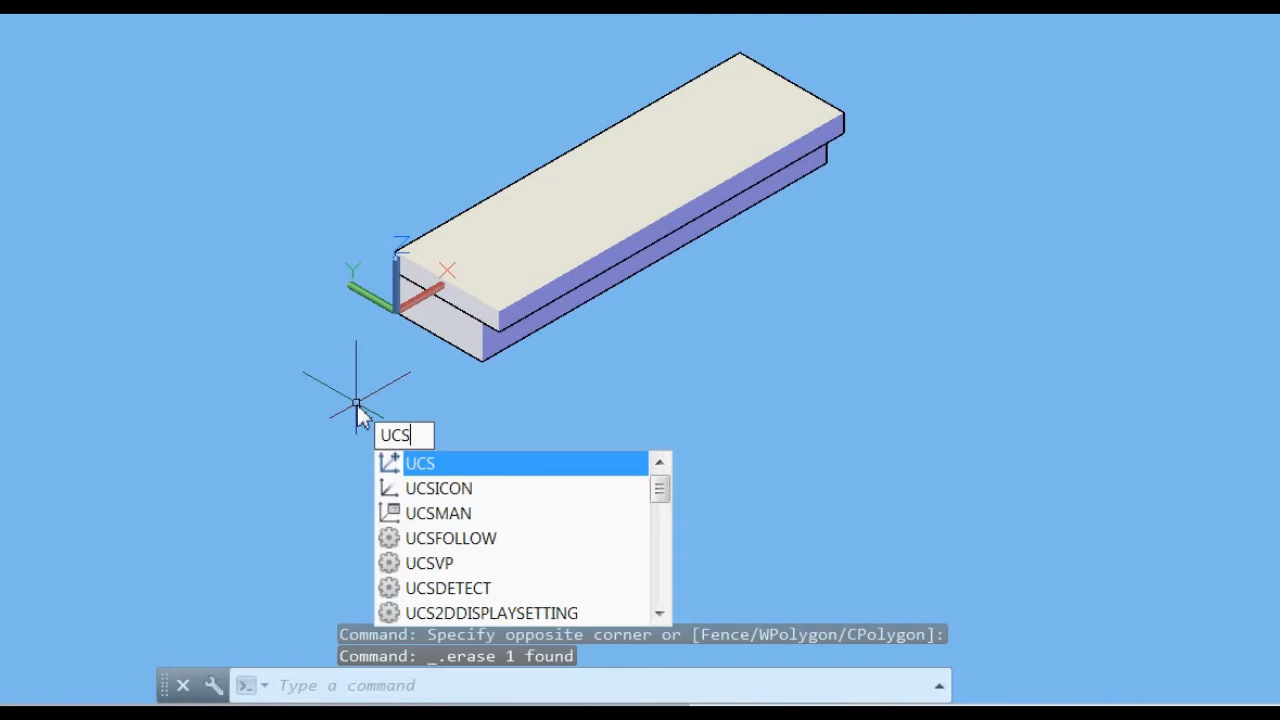 Z
Y
X
UCS
UCS
UCSICON
UCSMAN
UCSFOLLOW
UCSVP
UCSDETECT
UCS2DDISPLAYSETTING
Command: Specify opposite corner or [Fence/WPolygon/CPolygon]:
Command: _.erase 1 found
Type a command